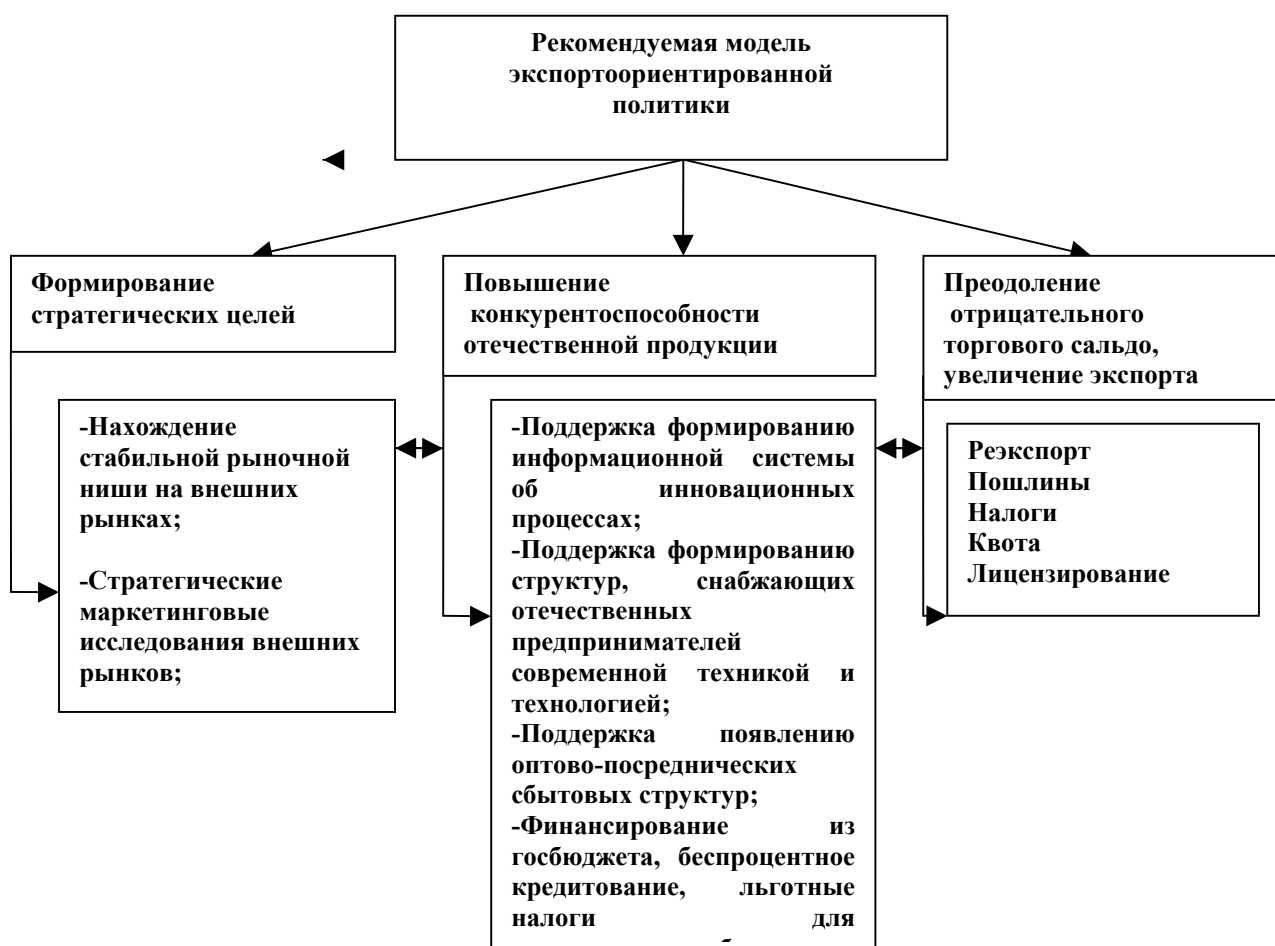 Рекомендуемая модель
экспортоориентированной
политики
Формирование
стратегических целей
Повышение
конкурентоспособности
отечественной продукции
Преодоление
отрицательного
торгового сальдо,
увеличение экспорта
-Нахождение
стабильной рыночной
ниши на внешних
рынках;
-Стратегические
маркетинговые
исследования внешних
рынков;
-Поддержка формированию
информационной системы
об инновационных
процессах;
-Поддержка формированию
структур, снабжающих
отечественных
предпринимателей
современной техникой и
технологией;
-Поддержка появлению
оптово-посреднических
сбытовых структур;
-Финансирование из
госбюджета, беспроцентное
кредитование, льготные
налоги для
Реэкспорт
Пошлины
Налоги
Квота
Лицензирование